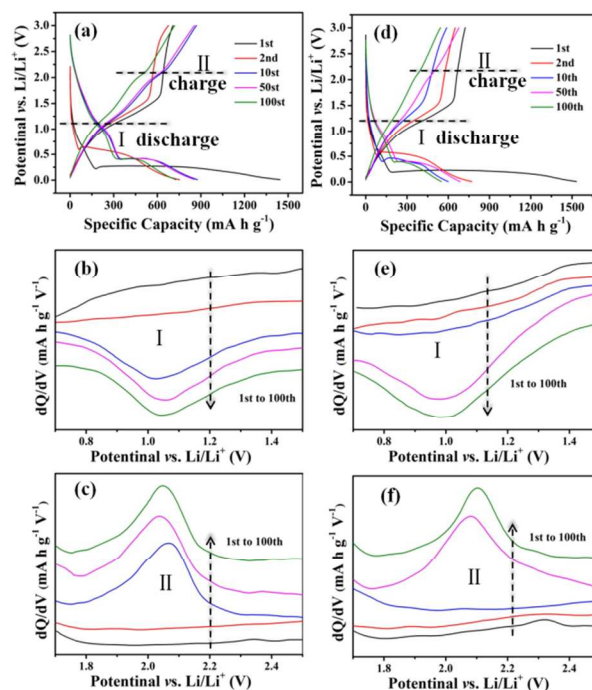 (a)
3.0
2.5
2.0
1.5
1.0
0.5
0.0
Potentinal vs. Li/Li⁺ (V)
1st
2nd
10st
50st
100st
II
charge
I discharge
0 300 600 900 1200 1500
Specific Capacity (mA h g⁻¹)
(d)
3.0
2.5
2.0
1.5
1.0
0.5
0.0
Potentinal vs. Li/Li⁺ (V)
1st
2nd
10th
50th
100th
II
charge
I discharge
0 300 600 900 1200 1500
Specific Capacity (mA h g⁻¹)
(b)
dQ/dV (mA h g⁻¹ V⁻¹)
I
1st to 100th
0.8 1.0 1.2 1.4
Potentinal vs. Li/Li⁺ (V)
(e)
dQ/dV (mA h g⁻¹ V⁻¹)
I
1st to 100th
0.8 1.0 1.2 1.4
Potentinal vs. Li/Li⁺ (V)
(c)
dQ/dV (mA h g⁻¹ V⁻¹)
II
1st to 100th
1.8 2.0 2.2 2.4
Potentinal vs. Li/Li⁺ (V)
(f)
dQ/dV (mA h g⁻¹ V⁻¹)
II
1st to 100th
1.8 2.0 2.2 2.4
Potentinal vs. Li/Li⁺ (V)